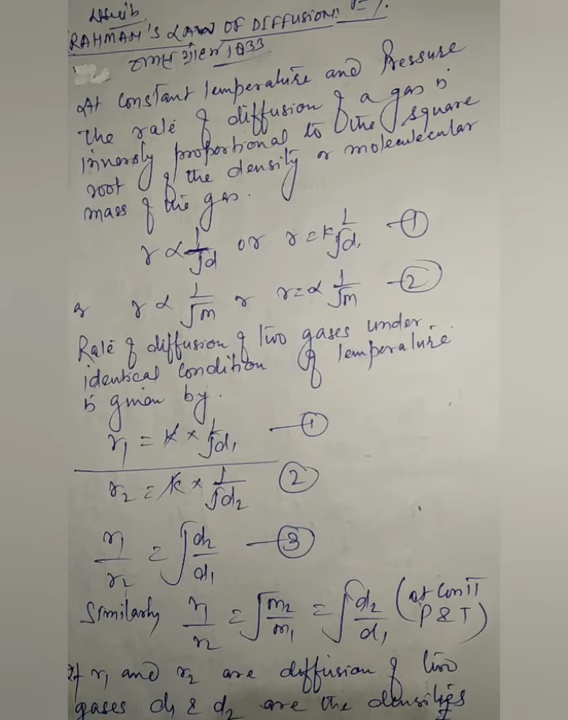 RAHMAN'S LAW OF DIFFUSION:
1833
At constant Temperature and Pressure
the rate of diffusion of a gas is
inversly proportional to the square
root of the density or molecular
mass of the gas.
r ∝ 1/√d or r = k 1/√d, — ①
or r ∝ 1/√m or r = ∝ 1/√m — ②
Rate of diffusion of two gases under
identical condition of temperature
is given by.
r₁ = k × 1/√d₁ — ①
r₂ = k × 1/√d₂ ②
r₁/r₂ = √d₂/d₁ — ③
Similarly r₁/r₂ = √m₂/m₁ = √d₂/d₁ (at constt P & T)
If r₁ and r₂ are diffusion of two
gases d₁ & d₂ are the densities